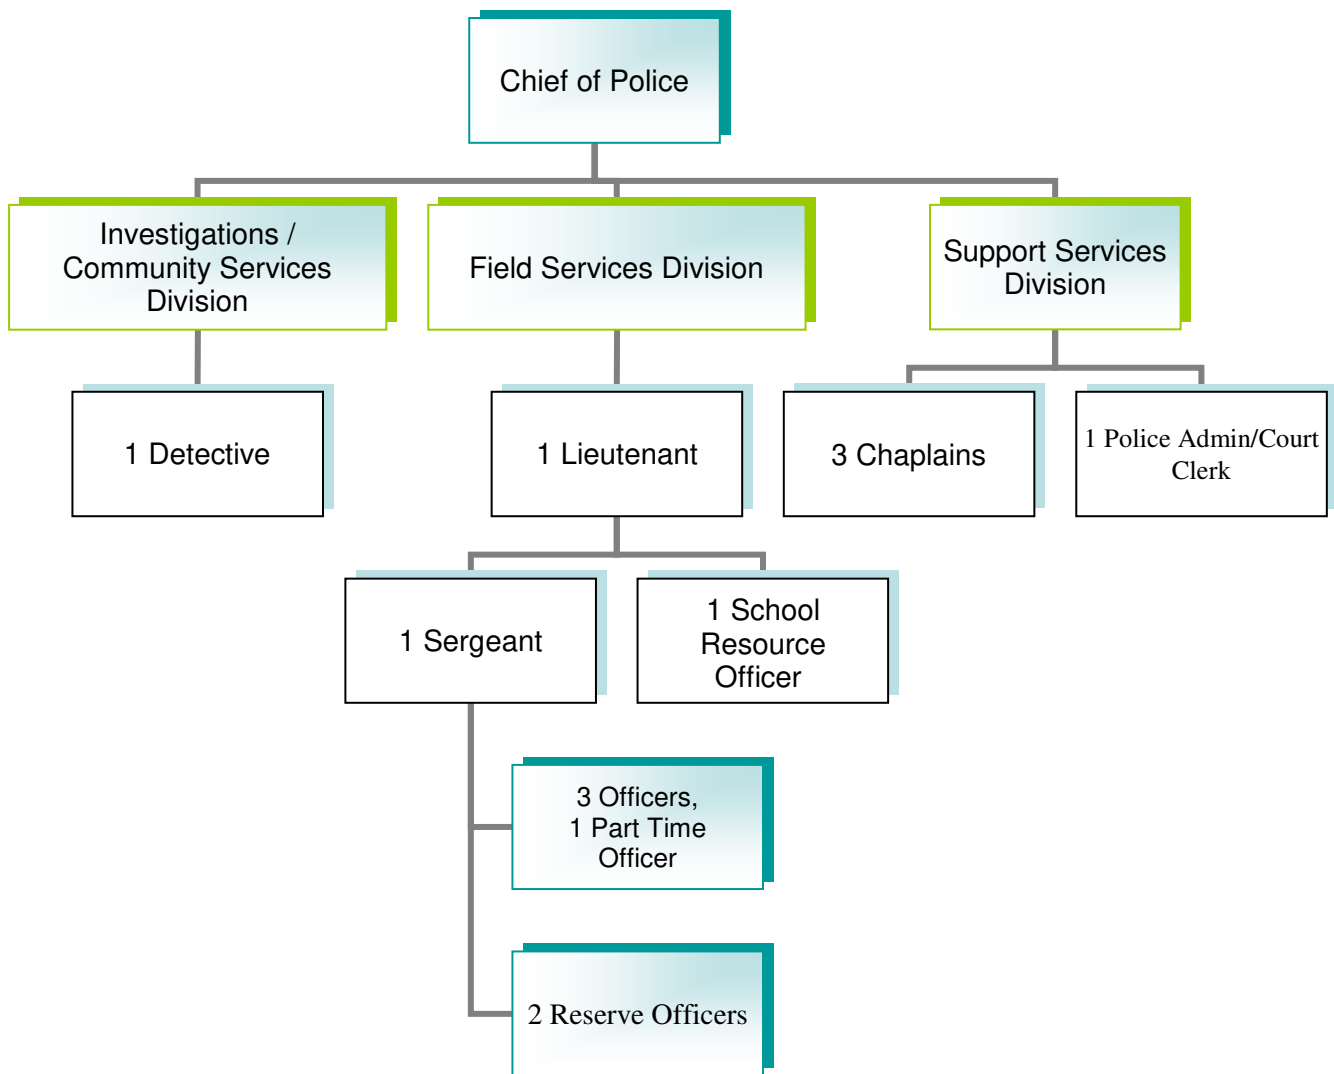 Chief of Police
Investigations /
Community Services
Division
Field Services Division
Support Services
Division
1 Detective
1 Lieutenant
3 Chaplains
1 Police Admin/Court
Clerk
1 Sergeant
1 School
Resource
Officer
3 Officers,
1 Part Time
Officer
2 Reserve Officers